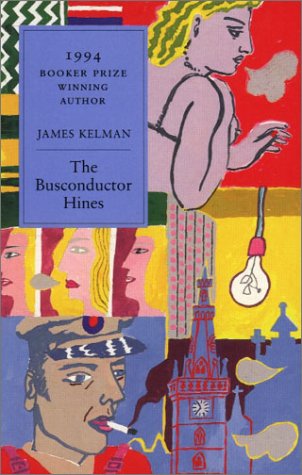 1994
BOOKER PRIZE
WINNING
AUTHOR
JAMES KELMAN
The
Busconductor
Hines